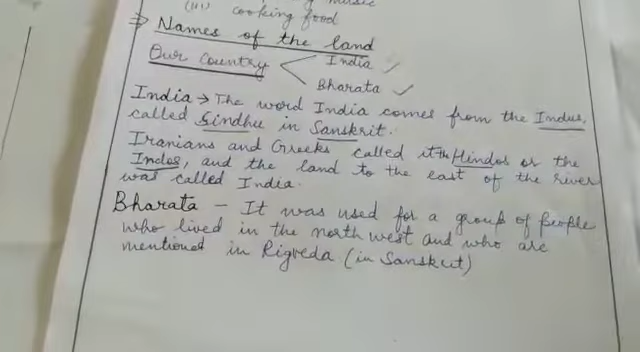 music
(iii) cooking food
⇒ Names of the land
Our Country
India ✓
Bharata ✓
India → The word India comes from the Indus,
called Sindhu in Sanskrit.
Iranians and Greeks called it the Hindos or the
Indos, and the land to the east of the river
was called India.
Bharata - It was used for a group of people
who lived in the north west and who are
mentioned in Rigveda (in Sanskrit)